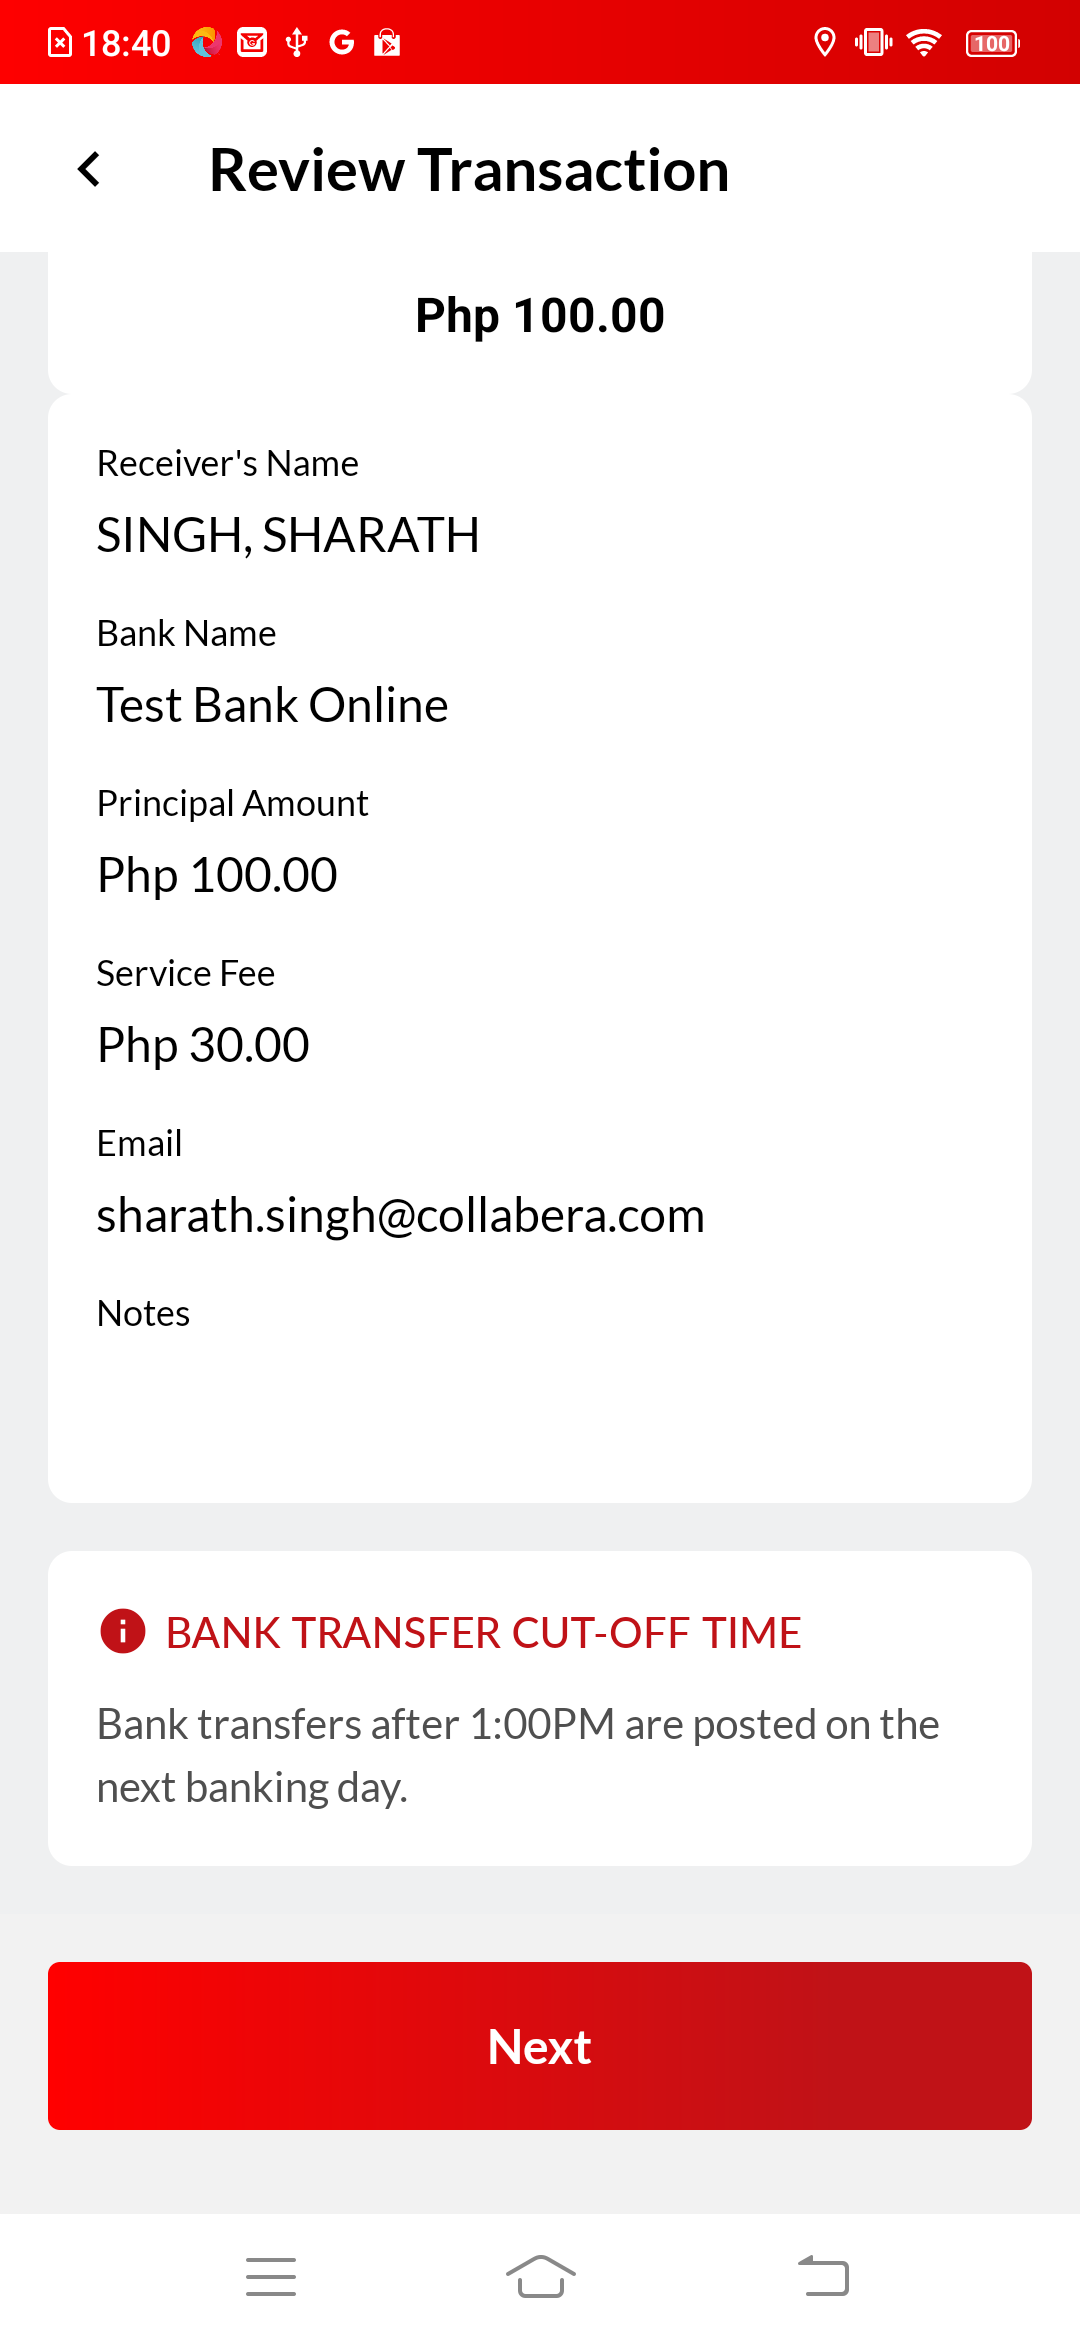 18:40
100
Review Transaction
Php 100.00
Receiver's Name
SINGH, SHARATH
Bank Name
Test Bank Online
Principal Amount
Php 100.00
Service Fee
Php 30.00
Email
sharath.singh@collabera.com
Notes
BANK TRANSFER CUT-OFF TIME
Bank transfers after 1:00PM are posted on the
next banking day.
Next